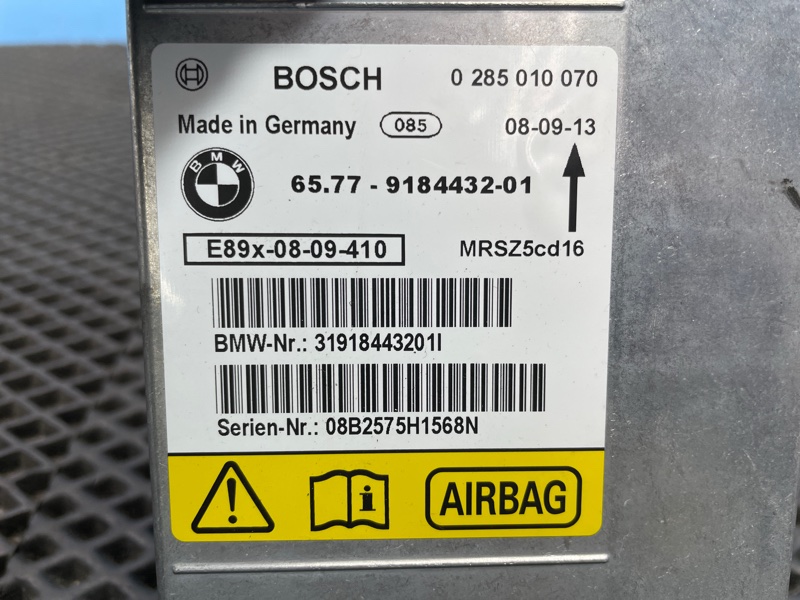 BOSCH 0 285 010 070
Made in Germany 085 08-09-13
BMW 65.77 - 9184432-01
E89x-08-09-410 MRSZ5cd16
BMW-Nr.: 31918443201I
Serien-Nr.: 08B2575H1568N
! i AIRBAG